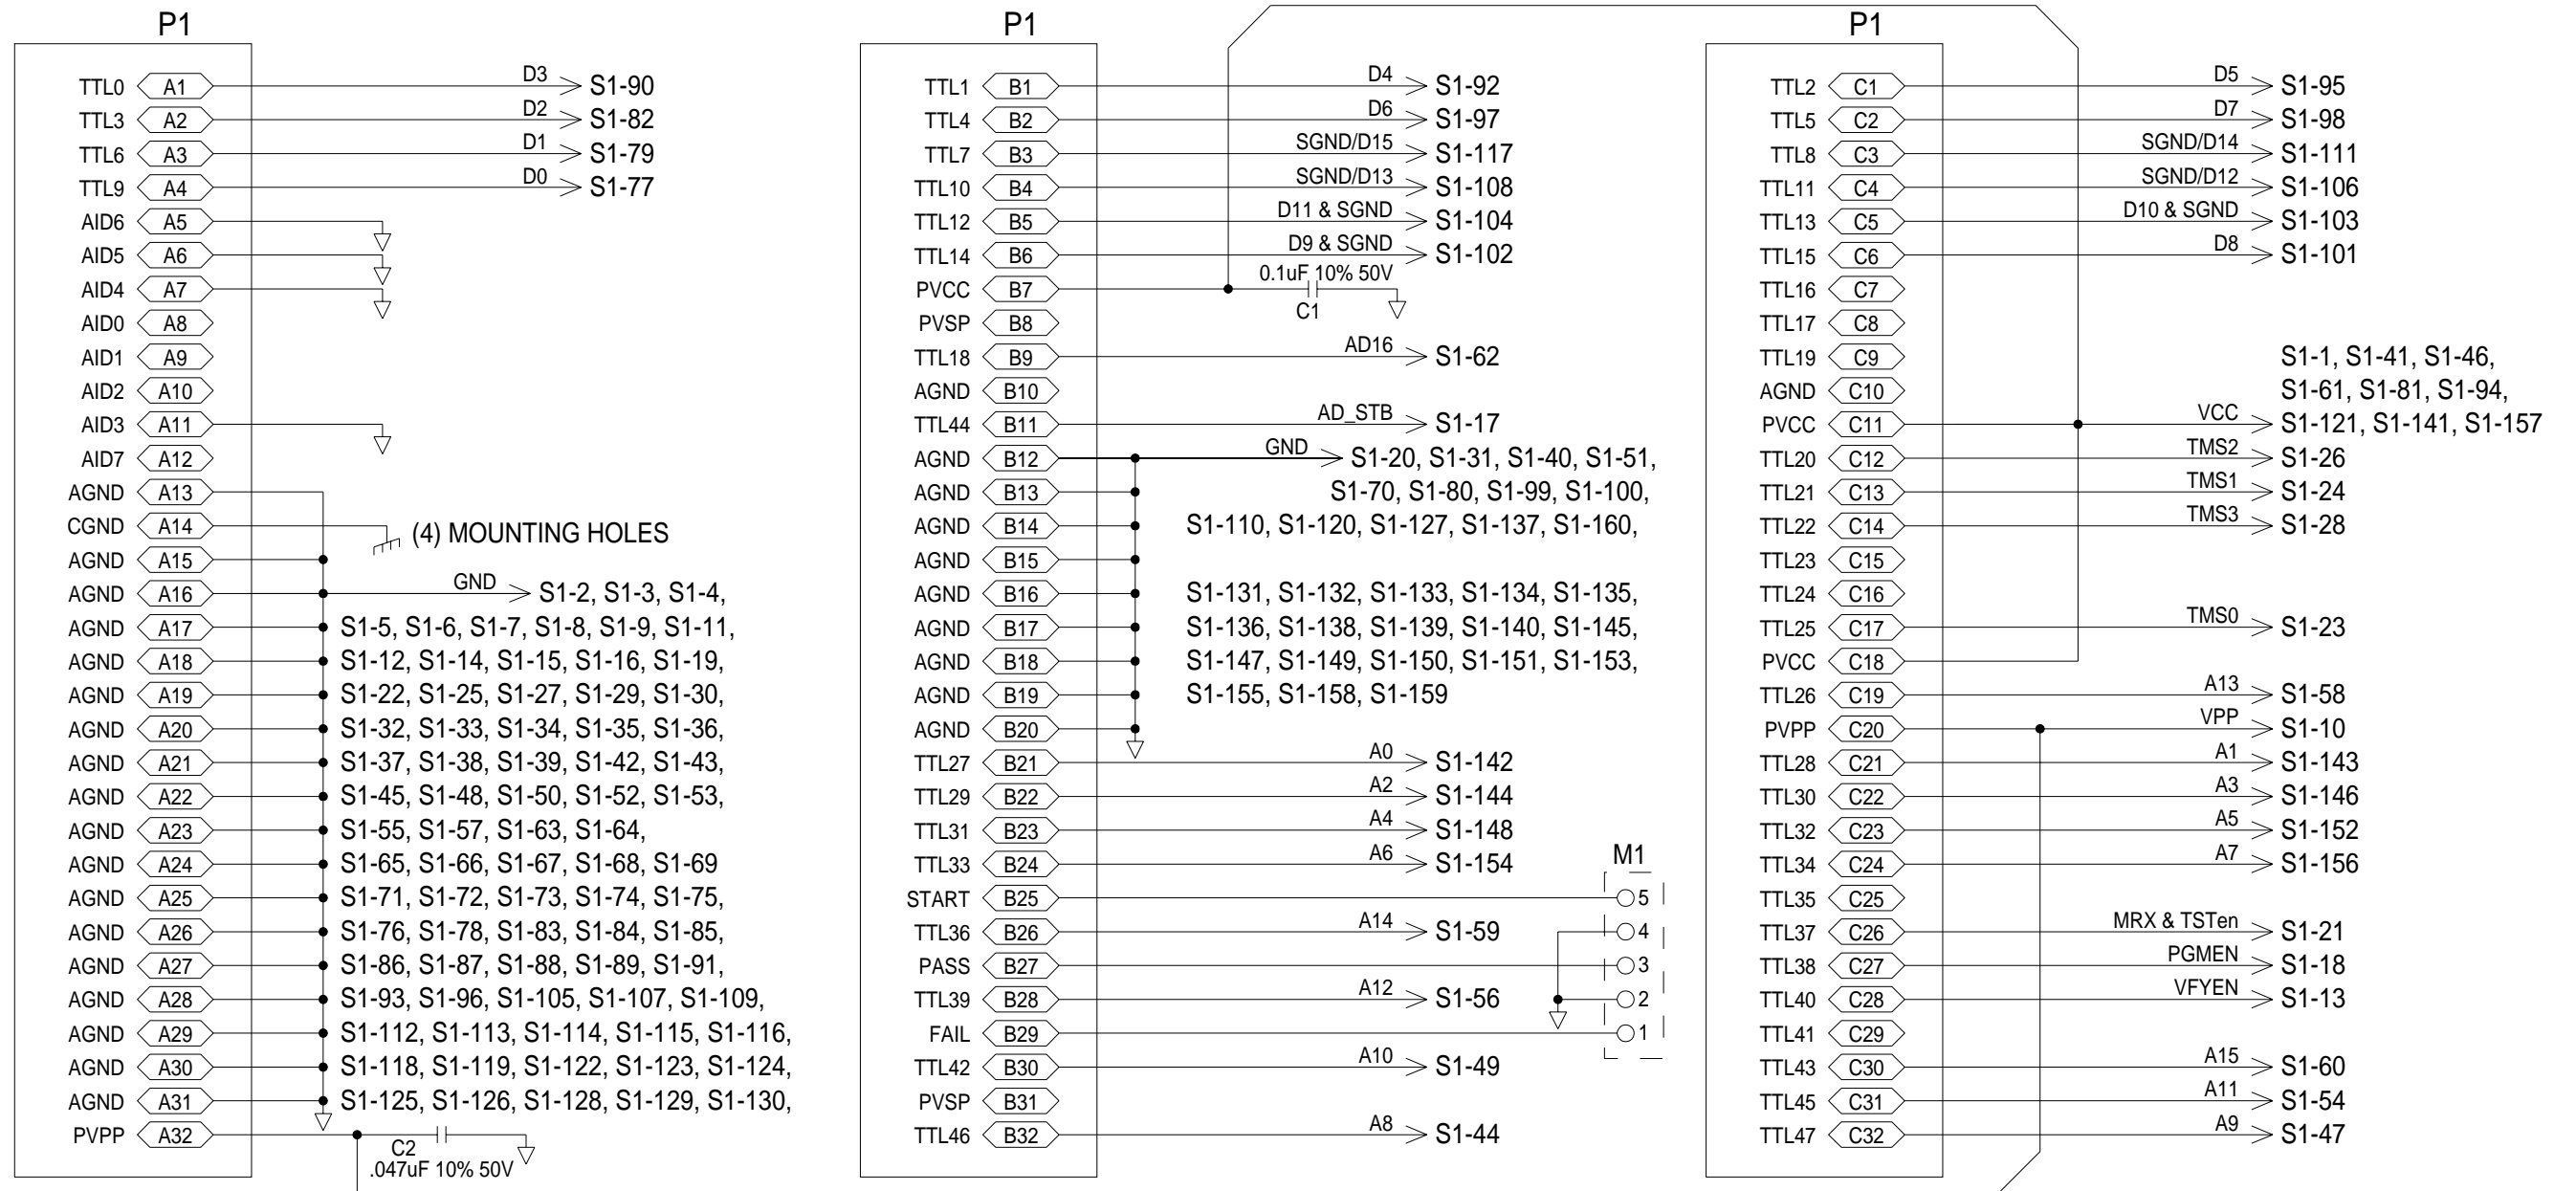 P1
TTL0 A1 D3 S1-90
TTL3 A2 D2 S1-82
TTL6 A3 D1 S1-79
TTL9 A4 D0 S1-77
AID6 A5
AID5 A6
AID4 A7
AID0 A8
AID1 A9
AID2 A10
AID3 A11
AID7 A12
AGND A13
CGND A14 (4) MOUNTING HOLES
AGND A15
AGND A16 GND S1-2, S1-3, S1-4,
AGND A17 S1-5, S1-6, S1-7, S1-8, S1-9, S1-11,
AGND A18 S1-12, S1-14, S1-15, S1-16, S1-19,
AGND A19 S1-22, S1-25, S1-27, S1-29, S1-30,
AGND A20 S1-32, S1-33, S1-34, S1-35, S1-36,
AGND A21 S1-37, S1-38, S1-39, S1-42, S1-43,
AGND A22 S1-45, S1-48, S1-50, S1-52, S1-53,
AGND A23 S1-55, S1-57, S1-63, S1-64,
AGND A24 S1-65, S1-66, S1-67, S1-68, S1-69
AGND A25 S1-71, S1-72, S1-73, S1-74, S1-75,
AGND A26 S1-76, S1-78, S1-83, S1-84, S1-85,
AGND A27 S1-86, S1-87, S1-88, S1-89, S1-91,
AGND A28 S1-93, S1-96, S1-105, S1-107, S1-109,
AGND A29 S1-112, S1-113, S1-114, S1-115, S1-116,
AGND A30 S1-118, S1-119, S1-122, S1-123, S1-124,
AGND A31 S1-125, S1-126, S1-128, S1-129, S1-130,
PVPP A32
C2
.047uF 10% 50V
P1
TTL1 B1 D4 S1-92
TTL4 B2 D6 S1-97
TTL7 B3 SGND/D15 S1-117
TTL10 B4 SGND/D13 S1-108
TTL12 B5 D11 & SGND S1-104
TTL14 B6 D9 & SGND S1-102
0.1uF 10% 50V
PVCC B7
C1
PVSP B8
TTL18 B9 AD16 S1-62
AGND B10
TTL44 B11 AD_STB S1-17
AGND B12 GND S1-20, S1-31, S1-40, S1-51,
AGND B13 S1-70, S1-80, S1-99, S1-100,
AGND B14 S1-110, S1-120, S1-127, S1-137, S1-160,
AGND B15
AGND B16 S1-131, S1-132, S1-133, S1-134, S1-135,
AGND B17 S1-136, S1-138, S1-139, S1-140, S1-145,
AGND B18 S1-147, S1-149, S1-150, S1-151, S1-153,
AGND B19 S1-155, S1-158, S1-159
AGND B20
TTL27 B21 A0 S1-142
TTL29 B22 A2 S1-144
TTL31 B23 A4 S1-148
TTL33 B24 A6 S1-154
M1
START B25 5
TTL36 B26 A14 S1-59 4
PASS B27 3
TTL39 B28 A12 S1-56 2
FAIL B29 1
TTL42 B30 A10 S1-49
PVSP B31
TTL46 B32 A8 S1-44
P1
TTL2 C1 D5 S1-95
TTL5 C2 D7 S1-98
TTL8 C3 SGND/D14 S1-111
TTL11 C4 SGND/D12 S1-106
TTL13 C5 D10 & SGND S1-103
TTL15 C6 D8 S1-101
TTL16 C7
TTL17 C8
TTL19 C9 S1-1, S1-41, S1-46,
AGND C10 S1-61, S1-81, S1-94,
PVCC C11 VCC S1-121, S1-141, S1-157
TTL20 C12 TMS2 S1-26
TTL21 C13 TMS1 S1-24
TTL22 C14 TMS3 S1-28
TTL23 C15
TTL24 C16
TTL25 C17 TMS0 S1-23
PVCC C18
TTL26 C19 A13 S1-58
PVPP C20 VPP S1-10
TTL28 C21 A1 S1-143
TTL30 C22 A3 S1-146
TTL32 C23 A5 S1-152
TTL34 C24 A7 S1-156
TTL35 C25
TTL37 C26 MRX & TSTen S1-21
TTL38 C27 PGMEN S1-18
TTL40 C28 VFYEN S1-13
TTL41 C29
TTL43 C30 A15 S1-60
TTL45 C31 A11 S1-54
TTL47 C32 A9 S1-47